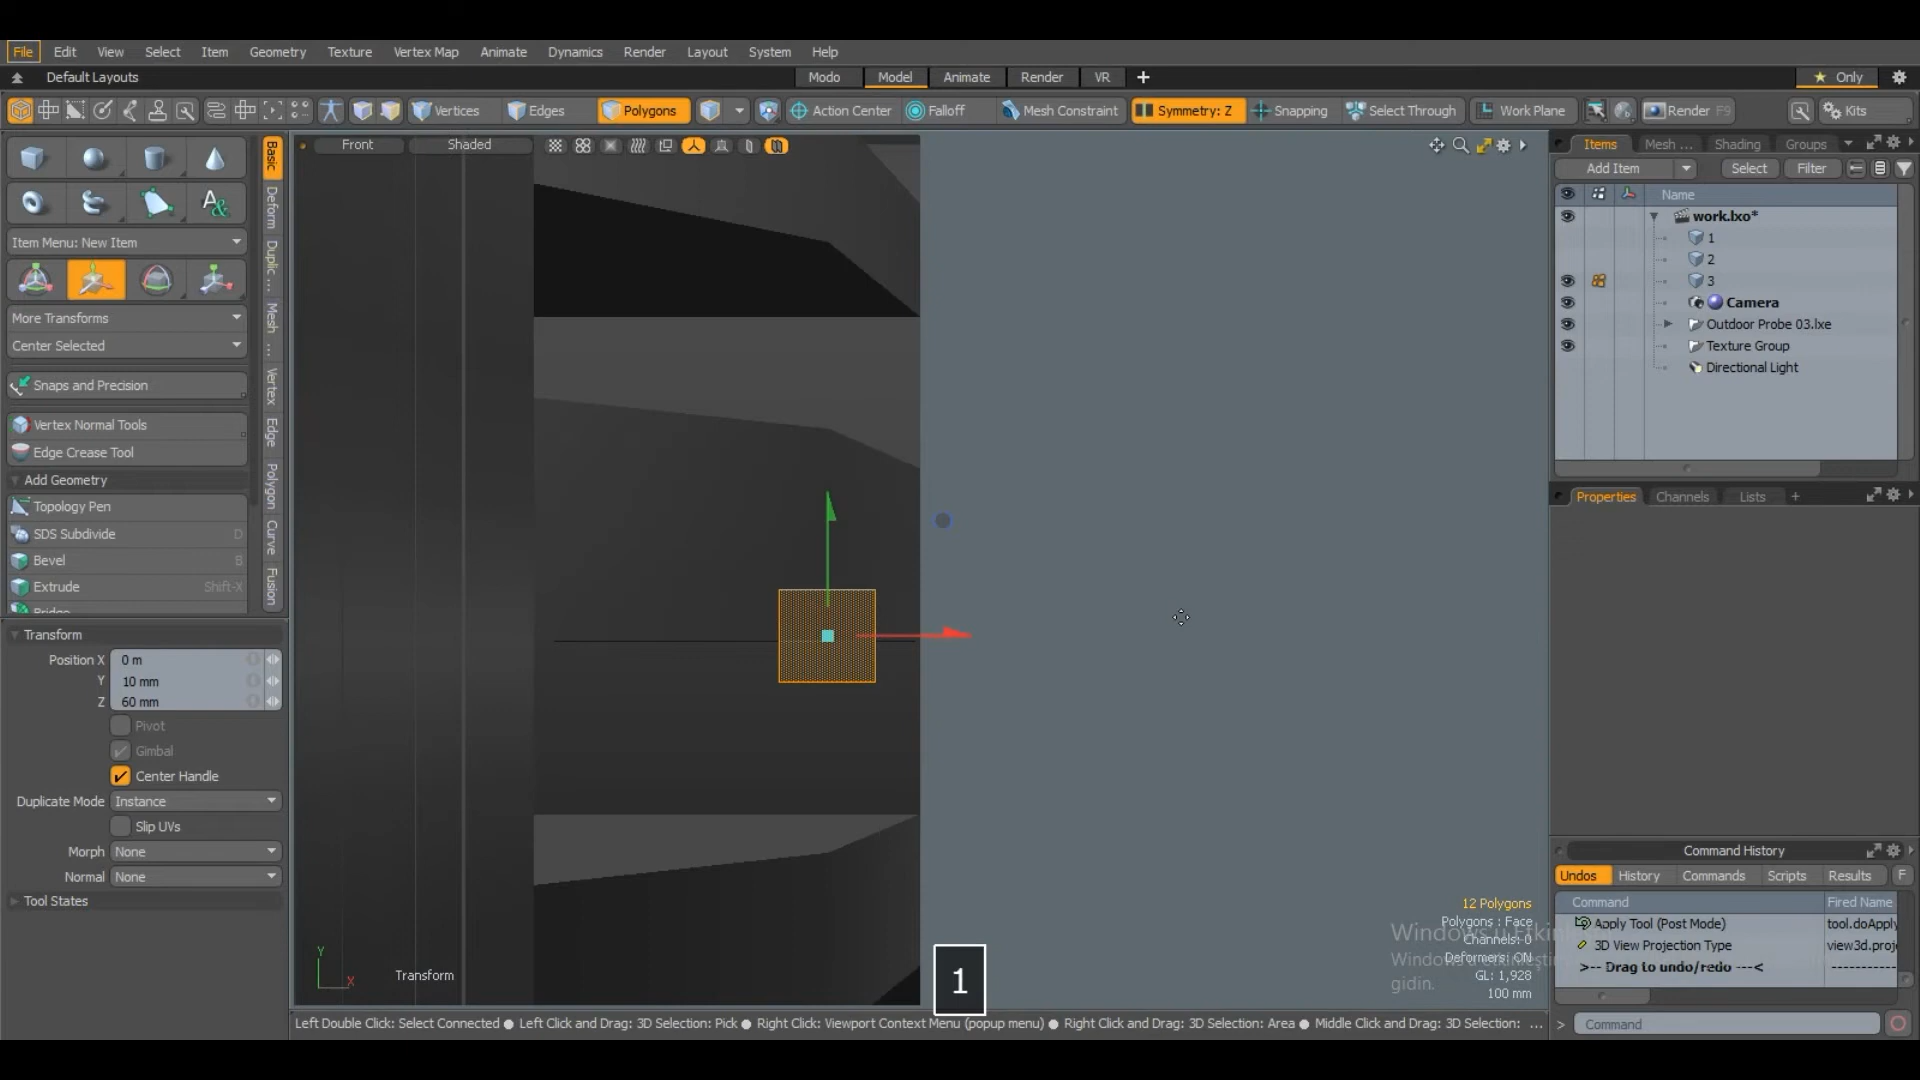 File Edit View Select Item Geometry Texture Vertex Map Animate Dynamics Render Layout System Help
Default Layouts
Modo Model Animate Render VR + Only
Vertices Edges Polygons Action Center Falloff Mesh Constraint Symmetry: Z Snapping Select Through Work Plane Render F9 Kits
Front Shaded
Items Mesh ... Shading Groups
Add Item Select Filter
Name
work.lxo*
1
2
3
Camera
Outdoor Probe 03.lxe
Texture Group
Directional Light
Basic
Deform
Duplic ...
Mesh ...
Vertex
Edge
Polygon
Curve
Fusion
Item Menu: New Item
More Transforms
Center Selected
Snaps and Precision
Vertex Normal Tools
Edge Crease Tool
Add Geometry
Topology Pen
SDS Subdivide D
Bevel B
Extrude Shift-X
Bridge
Transform
Position X 0 m
Y 10 mm
Z 60 mm
Pivot
Gimbal
Center Handle
Duplicate Mode Instance
Slip UVs
Morph None
Normal None
Tool States
Properties Channels Lists +
Command History
Undos History Commands Scripts Results F
Command Fired Name
Apply Tool (Post Mode) tool.doApply
3D View Projection Type view3d.proj
>-- Drag to undo/redo ---< -----------
> Command
12 Polygons
Polygons : Face
Channels: 0
Deformers: ON
GL: 1,928
100 mm
gidin.
Y
X
Transform
1
Left Double Click: Select Connected ● Left Click and Drag: 3D Selection: Pick ● Right Click: Viewport Context Menu (popup menu) ● Right Click and Drag: 3D Selection: Area ● Middle Click and Drag: 3D Selection: ...